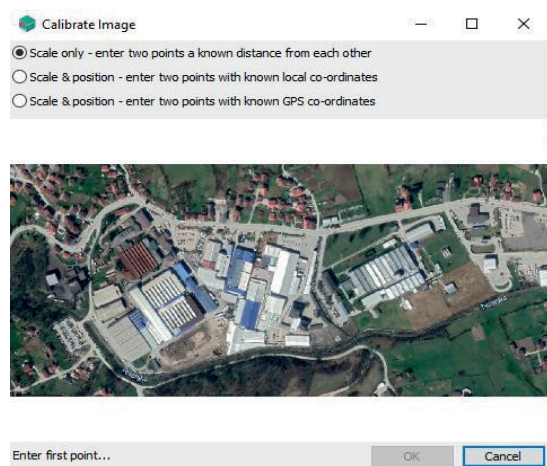 Calibrate Image
Scale only - enter two points a known distance from each other
Scale & position - enter two points with known local co-ordinates
Scale & position - enter two points with known GPS co-ordinates
Enter first point...
OK
Cancel